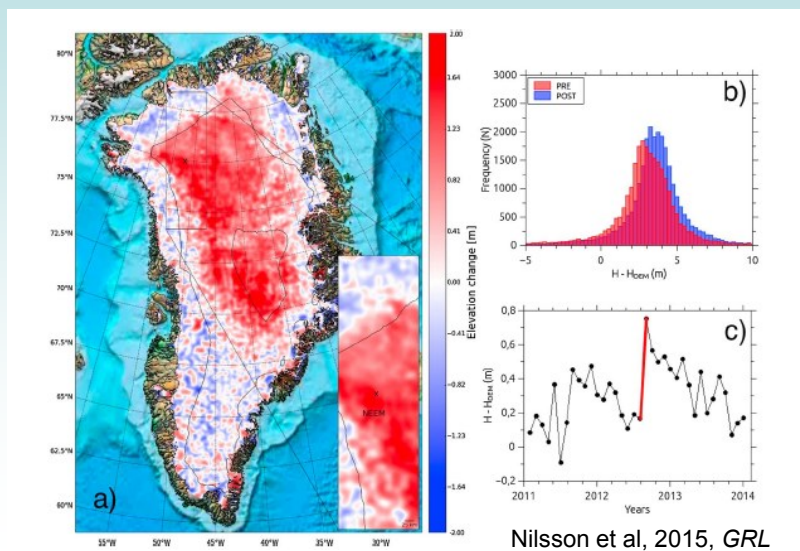 80°N
77.5°N
75°N
72.5°N
70°N
67.5°N
65°N
62.5°N
60°N
55°W
50°W
45°W
40°W
35°W
30°W
a)
NEEM
2.00
1.64
1.23
0.82
0.41
0.00
-0.41
-0.82
-1.23
-1.64
-2.03
Elevation change [m]
b)
PRE
POST
3000
2500
2000
1500
1000
500
0
Frequency (N)
-5
0
5
10
H - HDEM (m)
c)
0,8
0,6
0,4
0,2
0
-0,2
H - HDEM (m)
2011
2012
2013
2014
Years
Nilsson et al, 2015, GRL